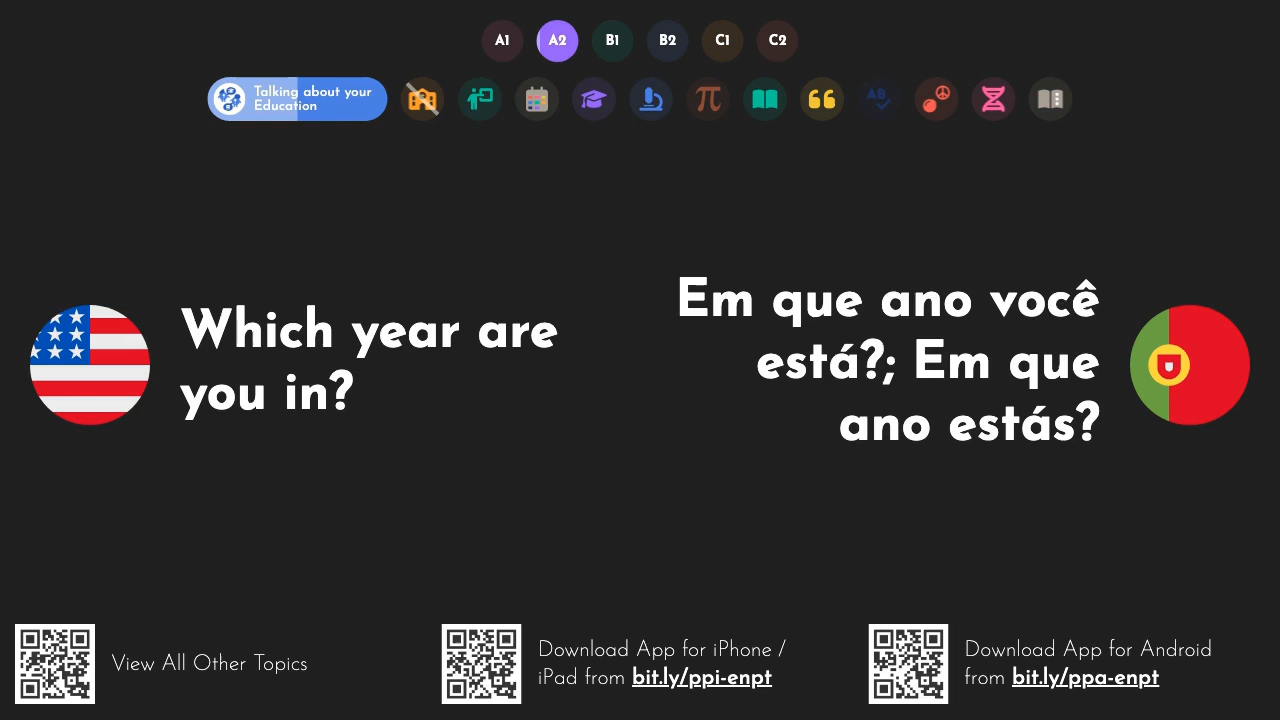 A1 A2 B1 B2 C1 C2
Talking about your
Education
Which year are
you in?
Em que ano você
está?; Em que
ano estás?
View All Other Topics
Download App for iPhone /
iPad from bit.ly/ppi-enpt
Download App for Android
from bit.ly/ppa-enpt